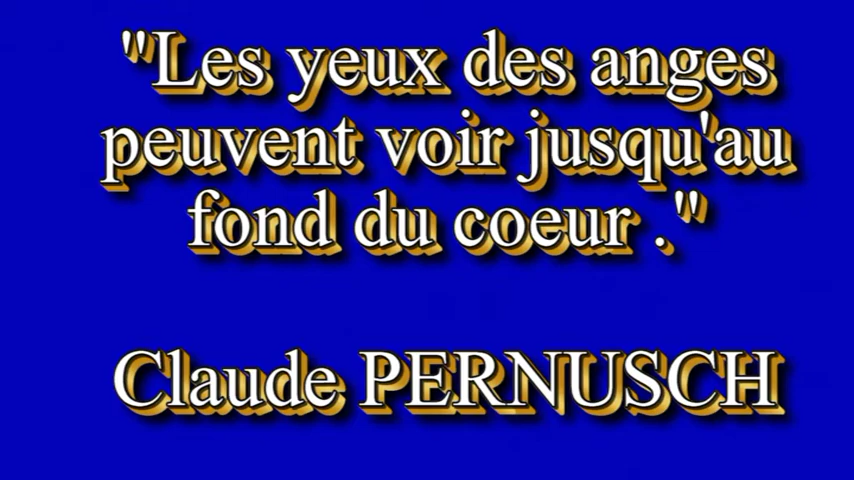 "Les yeux des anges
peuvent voir jusqu'au
fond du coeur ."
Claude PERNUSCH